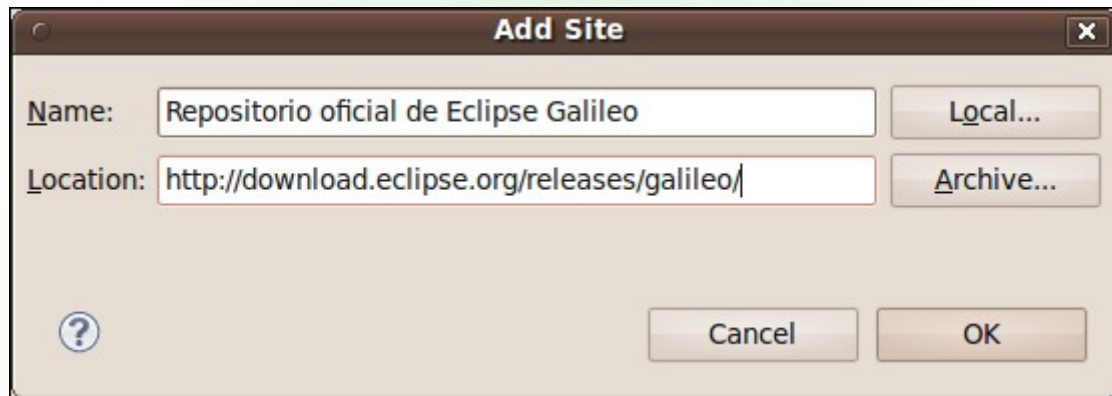 Add Site
Name: Repositorio oficial de Eclipse Galileo Local...
Location: http://download.eclipse.org/releases/galileo/ Archive...
? Cancel OK